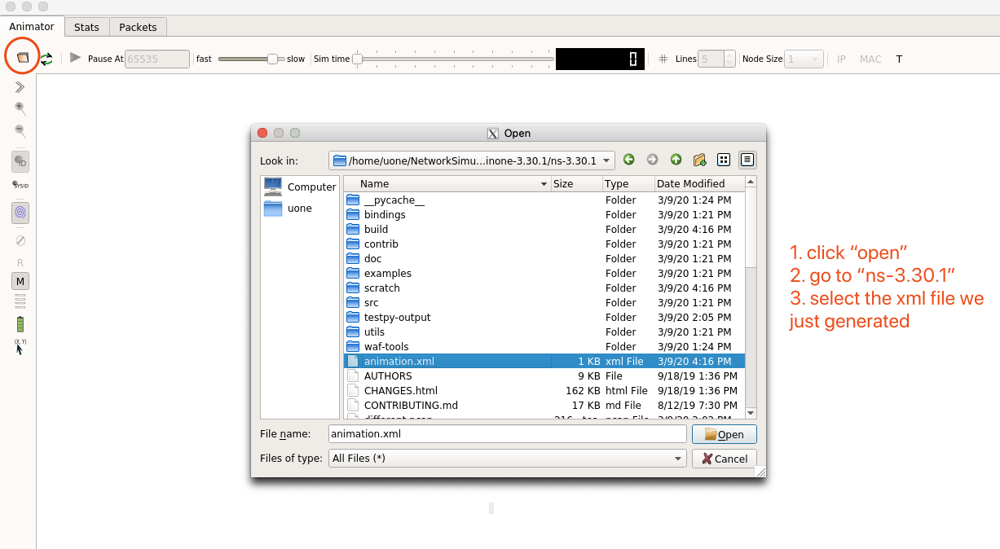 Animator Stats Packets
Pause At 65535 fast slow Sim time 0 Lines 5 Node Size 1 IP MAC T
ID
SYSID
R
M
(X, Y)
X Open
Look in: /home/uone/NetworkSimu...inone-3.30.1/ns-3.30.1
Computer
uone
Name Size Type Date Modified
__pycache__ Folder 3/9/20 1:24 PM
bindings Folder 3/9/20 1:21 PM
build Folder 3/9/20 4:16 PM
contrib Folder 3/9/20 1:21 PM
doc Folder 3/9/20 1:21 PM
examples Folder 3/9/20 1:21 PM
scratch Folder 3/9/20 4:16 PM
src Folder 3/9/20 1:21 PM
testpy-output Folder 3/9/20 2:05 PM
utils Folder 3/9/20 1:21 PM
waf-tools Folder 3/9/20 1:24 PM
animation.xml 1 KB xml File 3/9/20 4:16 PM
AUTHORS 9 KB File 9/18/19 1:36 PM
CHANGES.html 162 KB html File 9/18/19 1:36 PM
CONTRIBUTING.md 17 KB md File 8/12/19 7:30 PM
File name: animation.xml Open
Files of type: All Files (*) Cancel
1. click “open”
2. go to “ns-3.30.1”
3. select the xml file we
just generated